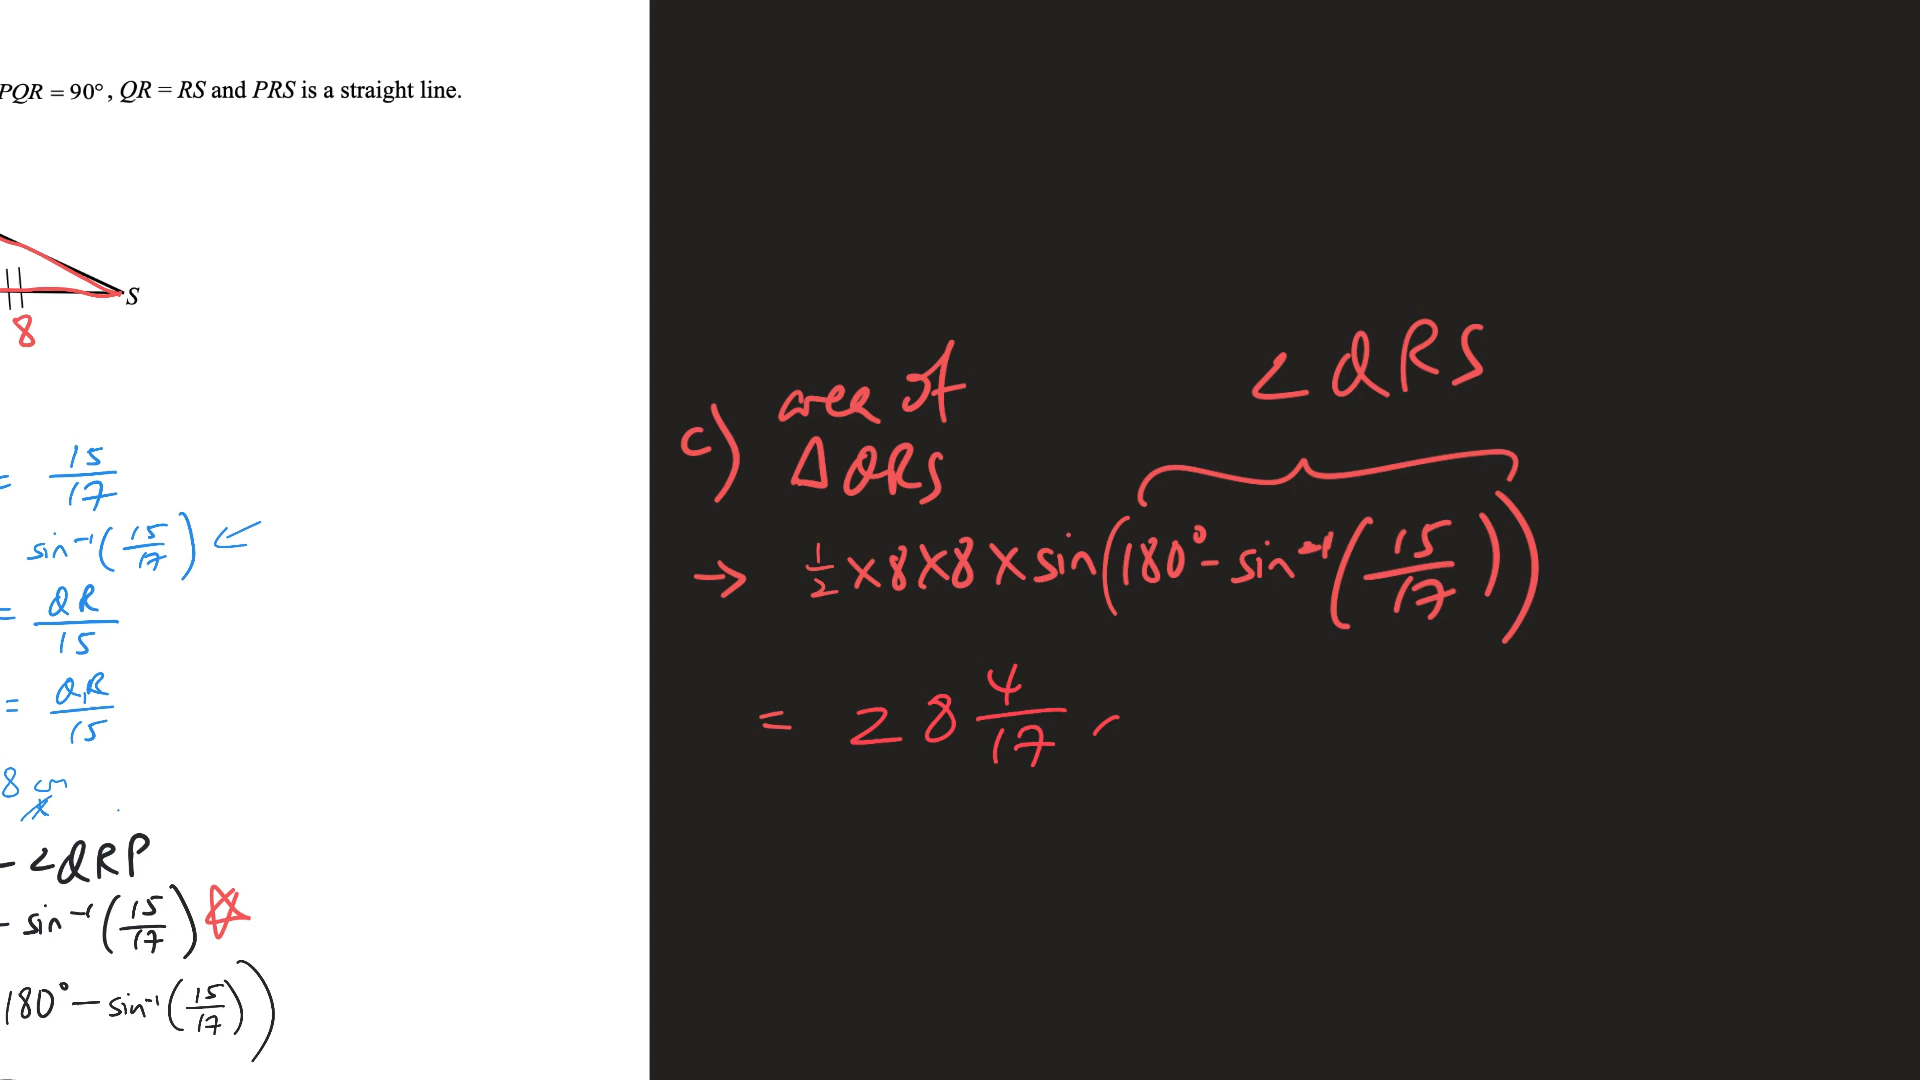 PQR = 90°, QR = RS and PRS is a straight line.
S
8
= 15/17
sin⁻¹(15/17) ←
= QR/15
= QR/15
8 cm
- ∠QRP
- sin⁻¹(15/17)
180° - sin⁻¹(15/17))
c) area of
ΔQRS
∠QRS
→ 1/2 × 8 × 8 × sin(180° - sin⁻¹(15/17))
= 28 4/17